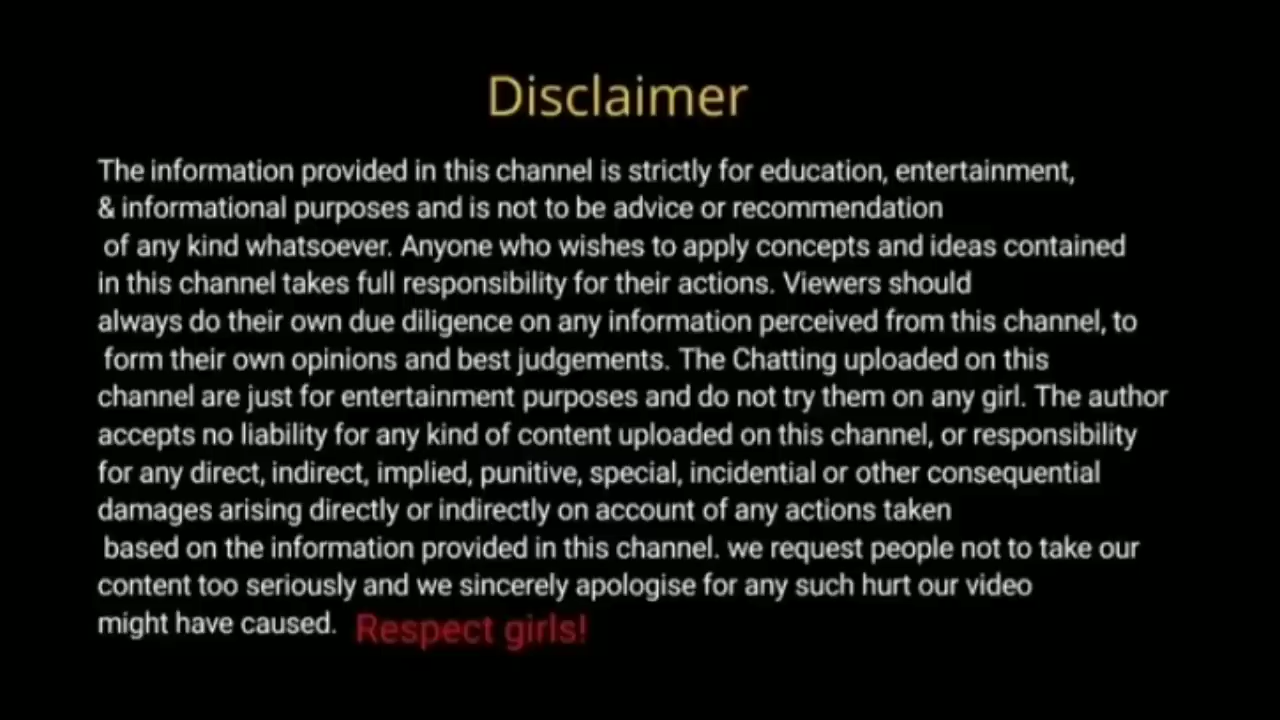 Disclaimer
The information provided in this channel is strictly for education, entertainment,
& informational purposes and is not to be advice or recommendation
of any kind whatsoever. Anyone who wishes to apply concepts and ideas contained
in this channel takes full responsibility for their actions. Viewers should
always do their own due diligence on any information perceived from this channel, to
form their own opinions and best judgements. The Chatting uploaded on this
channel are just for entertainment purposes and do not try them on any girl. The author
accepts no liability for any kind of content uploaded on this channel, or responsibility
for any direct, indirect, implied, punitive, special, incidential or other consequential
damages arising directly or indirectly on account of any actions taken
based on the information provided in this channel. we request people not to take our
content too seriously and we sincerely apologise for any such hurt our video
might have caused. Respect girls!